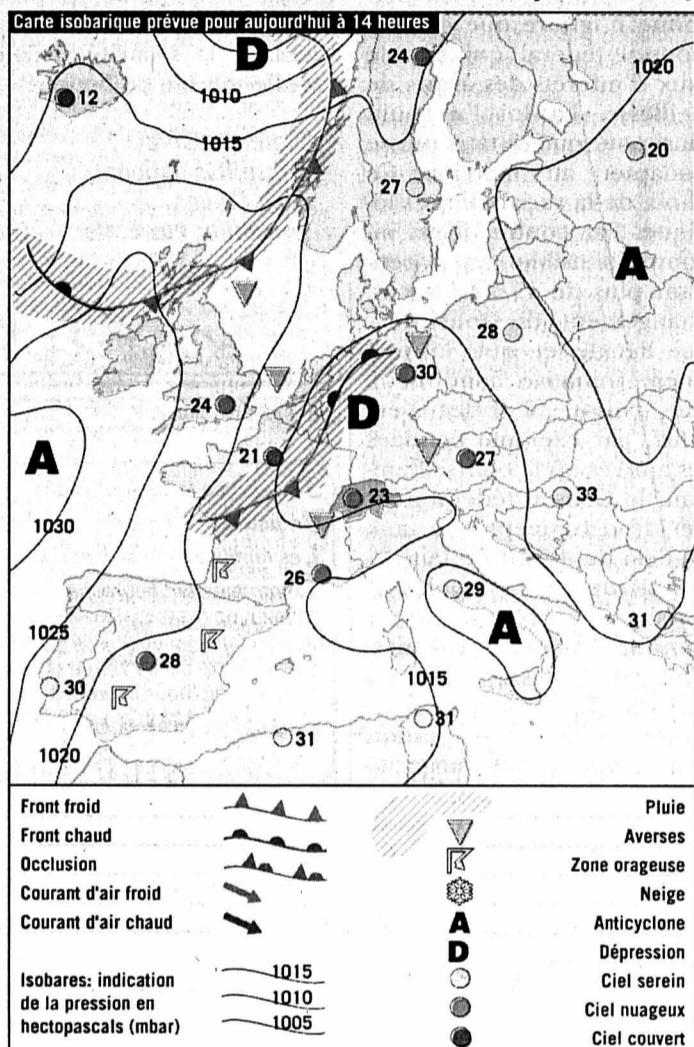 Carte isobarique prévue pour aujourd'hui à 14 heures
D
24
1020
12
1010
1015
20
27
A
28
30
D
24
A
21
27
23
33
1030
26
29
31
A
1025
28
30
1015
31
31
1020
Front froid
Front chaud
Occlusion
Courant d'air froid
Courant d'air chaud
Isobares: indication
de la pression en
hectopascals (mbar)
1015
1010
1005
Pluie
Averses
Zone orageuse
Neige
A Anticyclone
D Dépression
Ciel serein
Ciel nuageux
Ciel couvert